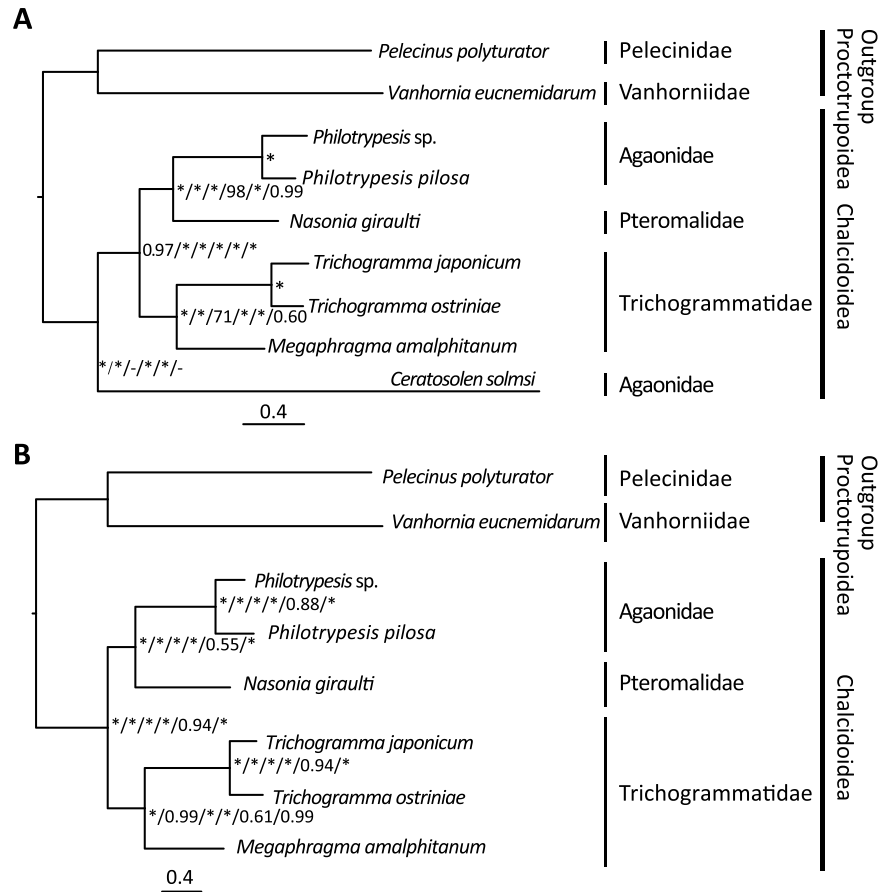 A
Pelecinus polyturator
Pelecinidae
Vanhornia eucnemidarum
Vanhorniidae
Outgroup
Proctotrupoidea
Philotrypesis sp.
*
Agaonidae
Philotrypesis pilosa
*/*/*/98/*/0.99
Nasonia giraulti
Pteromalidae
0.97/*/*/*/*/*
Trichogramma japonicum
*
Trichogramma ostriniae
Trichogrammatidae
*/*/71/*/*/0.60
Megaphragma amalphitanum
Chalcidoidea
*/*/-/*/*/-
Ceratosolen solmsi
Agaonidae
0.4
B
Pelecinus polyturator
Pelecinidae
Vanhornia eucnemidarum
Vanhorniidae
Outgroup
Proctotrupoidea
Philotrypesis sp.
*/*/*/*/0.88/*
Agaonidae
Philotrypesis pilosa
*/*/*/*/0.55/*
Nasonia giraulti
Pteromalidae
*/*/*/*/0.94/*
Trichogramma japonicum
*/*/*/*/0.94/*
Trichogramma ostriniae
Trichogrammatidae
*/0.99/*/*/0.61/0.99
Megaphragma amalphitanum
Chalcidoidea
0.4